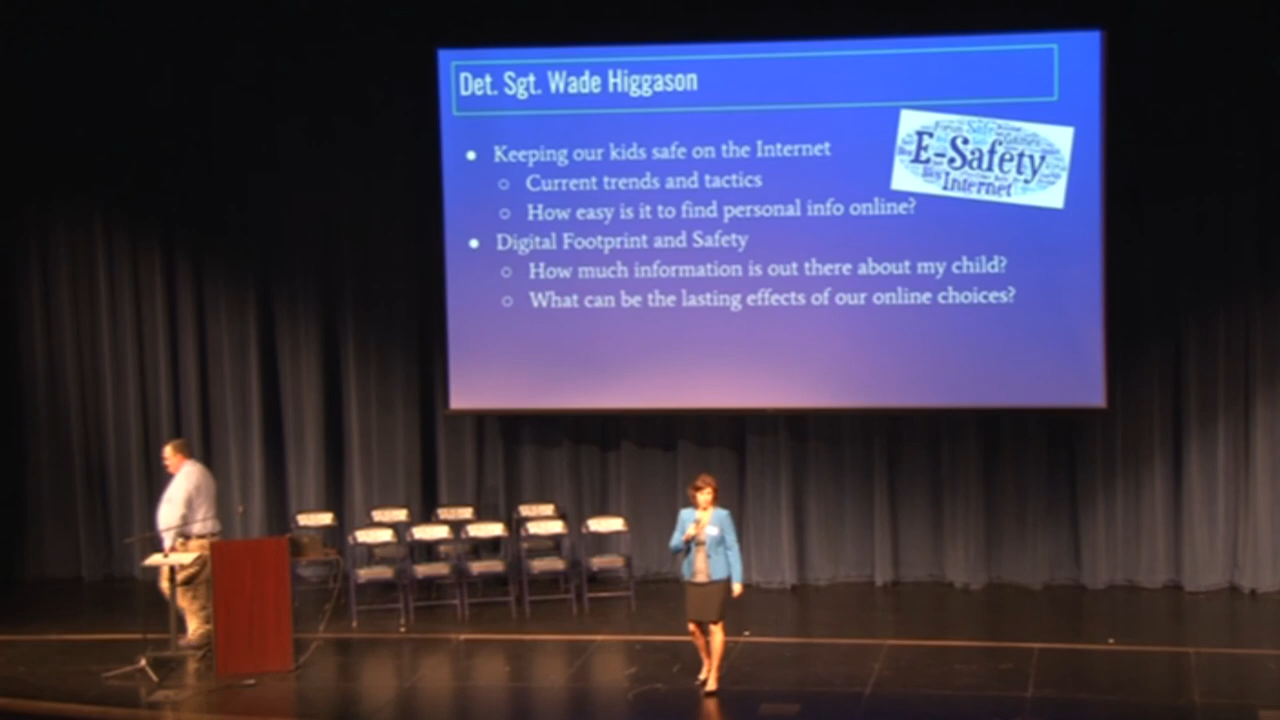 Det. Sgt. Wade Higgason
Keeping our kids safe on the Internet
Current trends and tactics
How easy is it to find personal info online?
Digital Footprint and Safety
How much information is out there about my child?
What can be the lasting effects of our online choices?
E-Safety
Internet